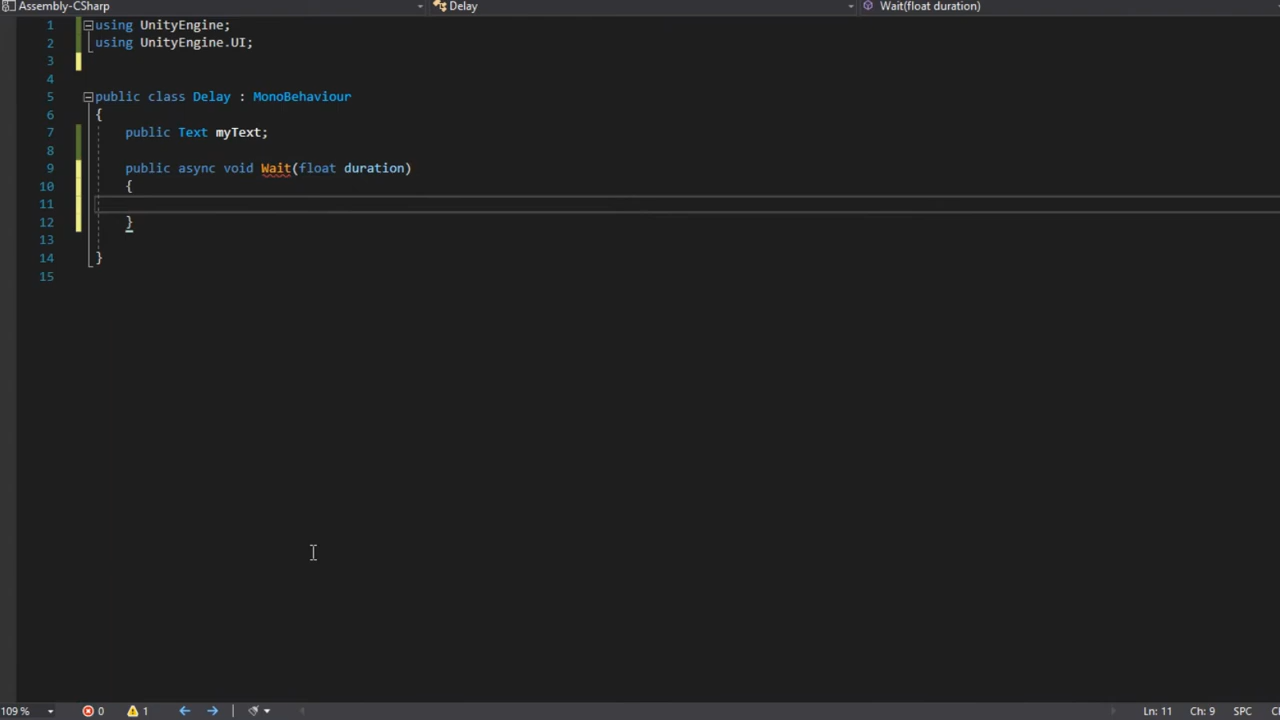 Assembly-CSharp Delay Wait(float duration)
1 using UnityEngine;
2 using UnityEngine.UI;
3
4
5 public class Delay : MonoBehaviour
6 {
7 public Text myText;
8
9 public async void Wait(float duration)
10 {
11
12 }
13
14 }
15
109 % 0 1 Ln: 11 Ch: 9 SPC